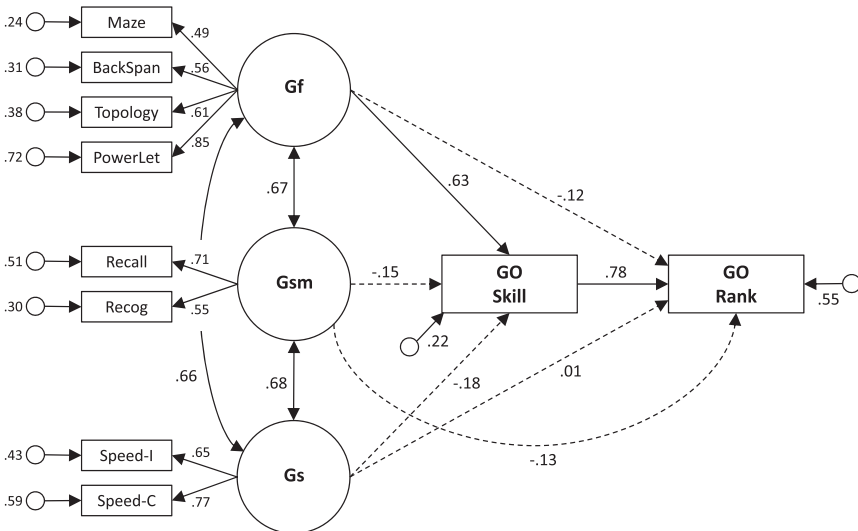 .24
Maze
.49
.31
BackSpan
.56
Gf
.38
Topology
.61
.72
PowerLet
.85
.67
.63
-.12
.51
Recall
.71
Gsm
-.15
GO
Skill
.78
GO
Rank
.55
.30
Recog
.55
.22
.66
.68
-.18
.01
-.13
.43
Speed-I
.65
Gs
.59
Speed-C
.77